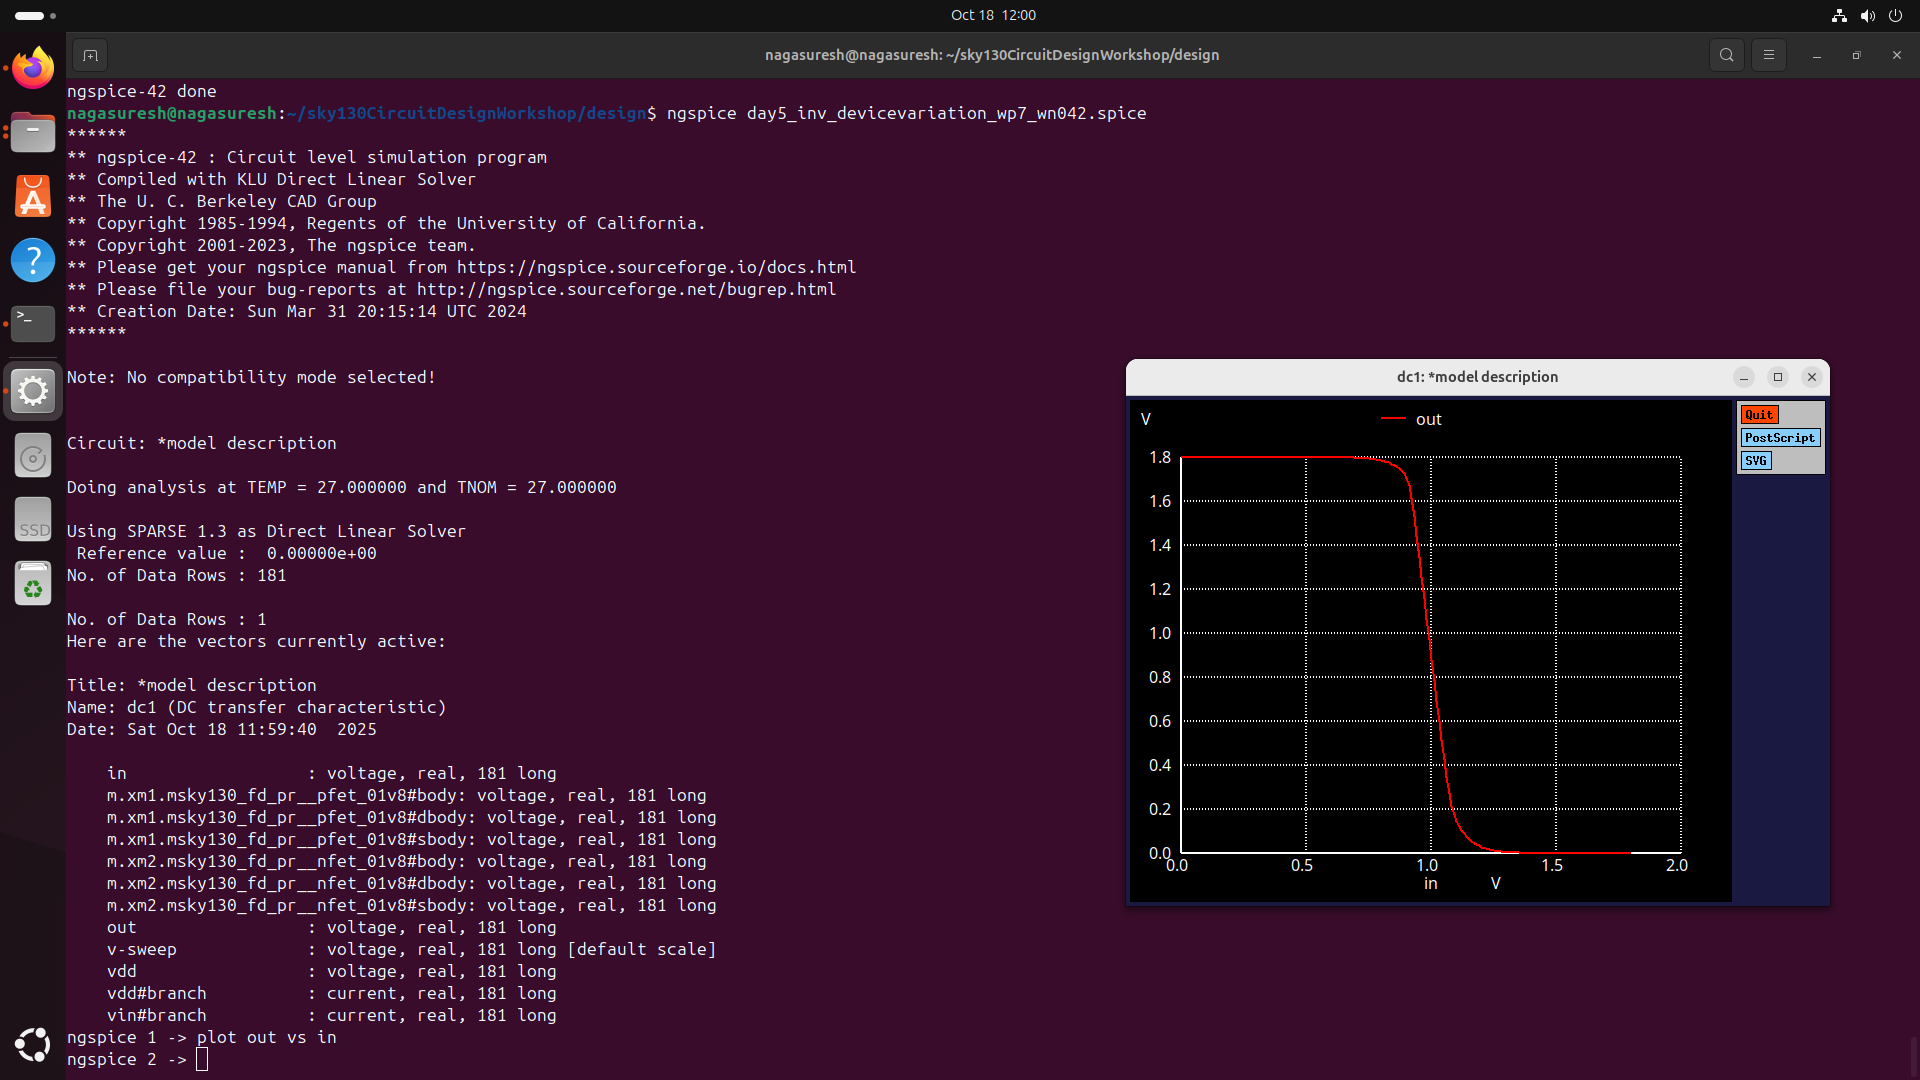 Oct 18 12:00
nagasuresh@nagasuresh: ~/sky130CircuitDesignWorkshop/design
ngspice-42 done
nagasuresh@nagasuresh:~/sky130CircuitDesignWorkshop/design$ ngspice day5_inv_devicevariation_wp7_wn042.spice
******
** ngspice-42 : Circuit level simulation program
** Compiled with KLU Direct Linear Solver
** The U. C. Berkeley CAD Group
** Copyright 1985-1994, Regents of the University of California.
** Copyright 2001-2023, The ngspice team.
** Please get your ngspice manual from https://ngspice.sourceforge.io/docs.html
** Please file your bug-reports at http://ngspice.sourceforge.net/bugrep.html
** Creation Date: Sun Mar 31 20:15:14 UTC 2024
******
Note: No compatibility mode selected!
Circuit: *model description
Doing analysis at TEMP = 27.000000 and TNOM = 27.000000
Using SPARSE 1.3 as Direct Linear Solver
Reference value :  0.00000e+00
No. of Data Rows : 181
No. of Data Rows : 1
Here are the vectors currently active:
Title: *model description
Name: dc1 (DC transfer characteristic)
Date: Sat Oct 18 11:59:40  2025
in                  : voltage, real, 181 long
m.xm1.msky130_fd_pr__pfet_01v8#body: voltage, real, 181 long
m.xm1.msky130_fd_pr__pfet_01v8#dbody: voltage, real, 181 long
m.xm1.msky130_fd_pr__pfet_01v8#sbody: voltage, real, 181 long
m.xm2.msky130_fd_pr__nfet_01v8#body: voltage, real, 181 long
m.xm2.msky130_fd_pr__nfet_01v8#dbody: voltage, real, 181 long
m.xm2.msky130_fd_pr__nfet_01v8#sbody: voltage, real, 181 long
out                 : voltage, real, 181 long
v-sweep             : voltage, real, 181 long [default scale]
vdd                 : voltage, real, 181 long
vdd#branch          : current, real, 181 long
vin#branch          : current, real, 181 long
ngspice 1 -> plot out vs in
ngspice 2 ->
dc1: *model description
Quit
PostScript
SVG
V
out
1.8
1.6
1.4
1.2
1.0
0.8
0.6
0.4
0.2
0.0
0.0 0.5 1.0 1.5 2.0
in V
SSD